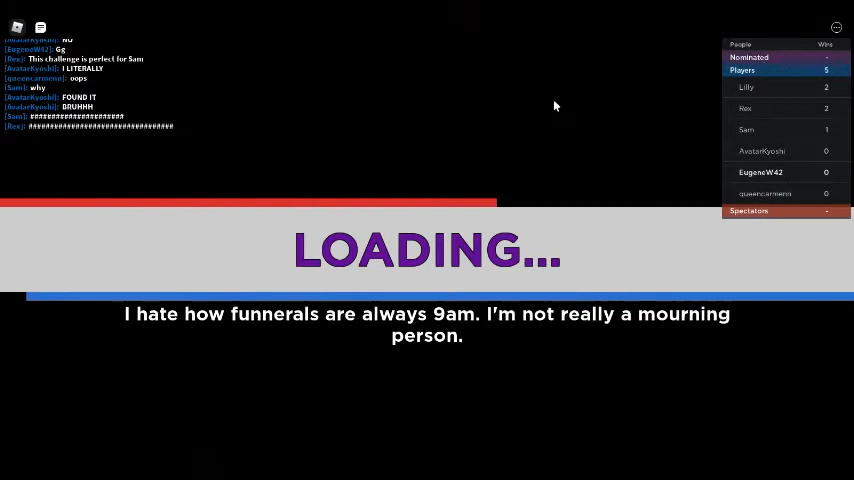 [AvatarKyoshi]: NO
[EugeneW42]: Gg
[Rex]: This challenge is perfect for Sam
[AvatarKyoshi]: I LITERALLY
[queencarmenn]: oops
[Sam]: why
[AvatarKyoshi]: FOUND IT
[AvatarKyoshi]: BRUHHH
[Sam]: ######################
[Rex]: ##################################
People Wins
Nominated -
Players 5
Lilly 2
Rex 2
Sam 1
AvatarKyoshi 0
EugeneW42 0
queencarmenn 0
Spectators -
LOADING...
I hate how funnerals are always 9am. I'm not really a mourning
person.